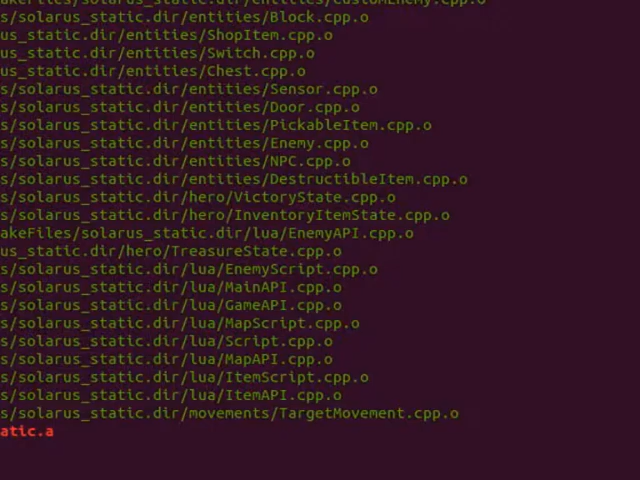 akeFiles/solarus_static.dir/entities/CustomEnemy.cpp.o
s/solarus_static.dir/entities/Block.cpp.o
us_static.dir/entities/ShopItem.cpp.o
us_static.dir/entities/Switch.cpp.o
us_static.dir/entities/Chest.cpp.o
s/solarus_static.dir/entities/Sensor.cpp.o
s/solarus_static.dir/entities/Door.cpp.o
s/solarus_static.dir/entities/PickableItem.cpp.o
s/solarus_static.dir/entities/Enemy.cpp.o
s/solarus_static.dir/entities/NPC.cpp.o
s/solarus_static.dir/entities/DestructibleItem.cpp.o
s/solarus_static.dir/hero/VictoryState.cpp.o
s/solarus_static.dir/hero/InventoryItemState.cpp.o
akeFiles/solarus_static.dir/lua/EnemyAPI.cpp.o
us_static.dir/hero/TreasureState.cpp.o
s/solarus_static.dir/lua/EnemyScript.cpp.o
s/solarus_static.dir/lua/MainAPI.cpp.o
s/solarus_static.dir/lua/GameAPI.cpp.o
s/solarus_static.dir/lua/MapScript.cpp.o
s/solarus_static.dir/lua/Script.cpp.o
s/solarus_static.dir/lua/MapAPI.cpp.o
s/solarus_static.dir/lua/ItemScript.cpp.o
s/solarus_static.dir/lua/ItemAPI.cpp.o
s/solarus_static.dir/movements/TargetMovement.cpp.o
atic.a